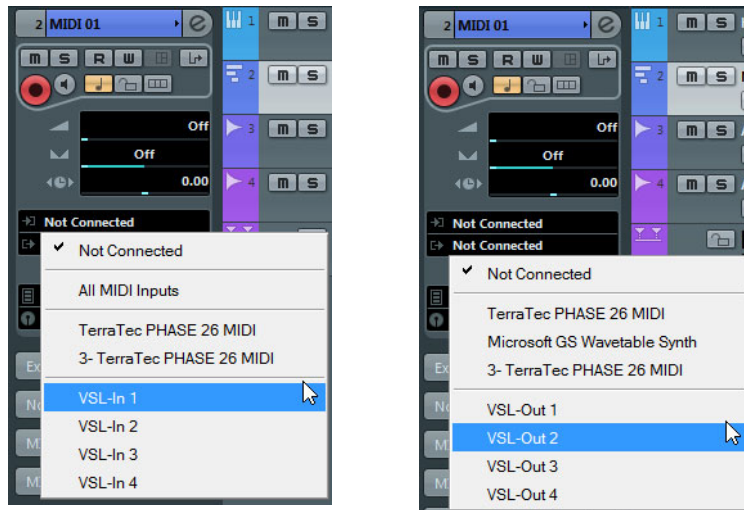 2 MIDI 01
1 m S
m S R W
2 m S
Off
3 m S
Off
0.00
4 m S
Not Connected
Not Connected
All MIDI Inputs
TerraTec PHASE 26 MIDI
3- TerraTec PHASE 26 MIDI
VSL-In 1
VSL-In 2
VSL-In 3
VSL-In 4
Ex
No
M
M
2 MIDI 01
1 m S
m S R W
2 m S
Off
3 m S
Off
0.00
4 m S
Not Connected
Not Connected
Not Connected
TerraTec PHASE 26 MIDI
Microsoft GS Wavetable Synth
3- TerraTec PHASE 26 MIDI
VSL-Out 1
VSL-Out 2
VSL-Out 3
VSL-Out 4
Ex
No
M
M